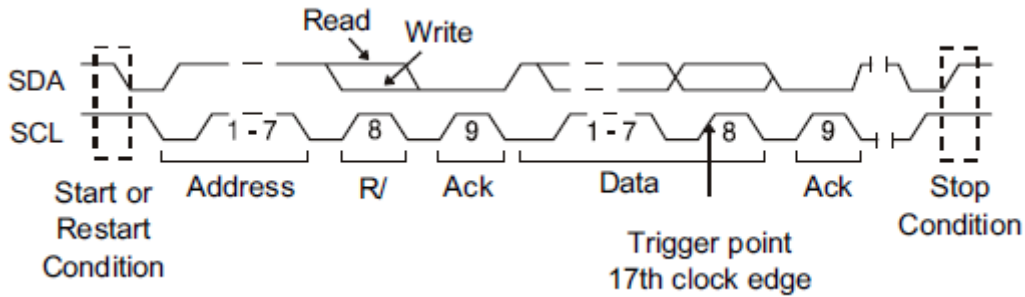 Read
Write
SDA
SCL
1 - 7
8
9
1 - 7
8
9
Start or
Restart
Condition
Address
R/
Ack
Data
Ack
Stop
Condition
Trigger point
17th clock edge